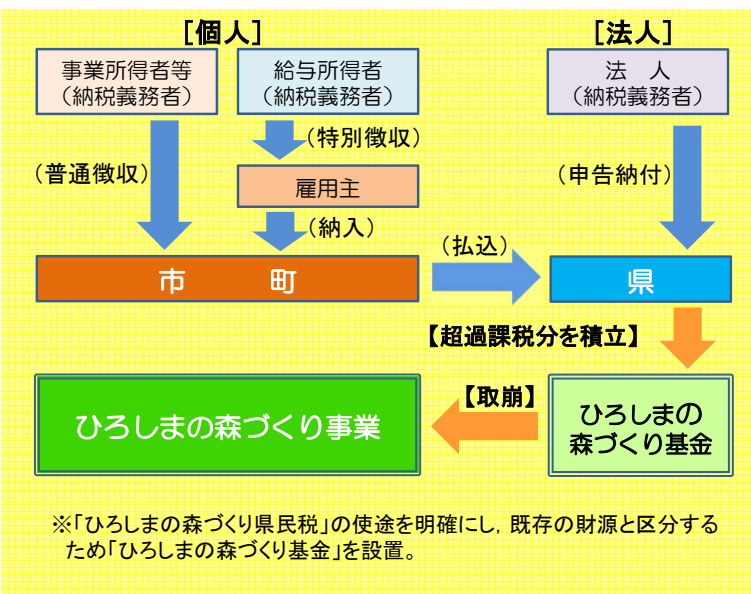 ［個人］
［法人］
事業所得者等
（納税義務者）
給与所得者
（納税義務者）
法　人
（納税義務者）
（特別徴収）
（普通徴収）
（申告納付）
雇用主
（納入）
（払込）
市　　町
県
【超過課税分を積立】
ひろしまの森づくり事業
【取崩】
ひろしまの
森づくり基金
※「ひろしまの森づくり県民税」の使途を明確にし，既存の財源と区分する
ため「ひろしまの森づくり基金」を設置。